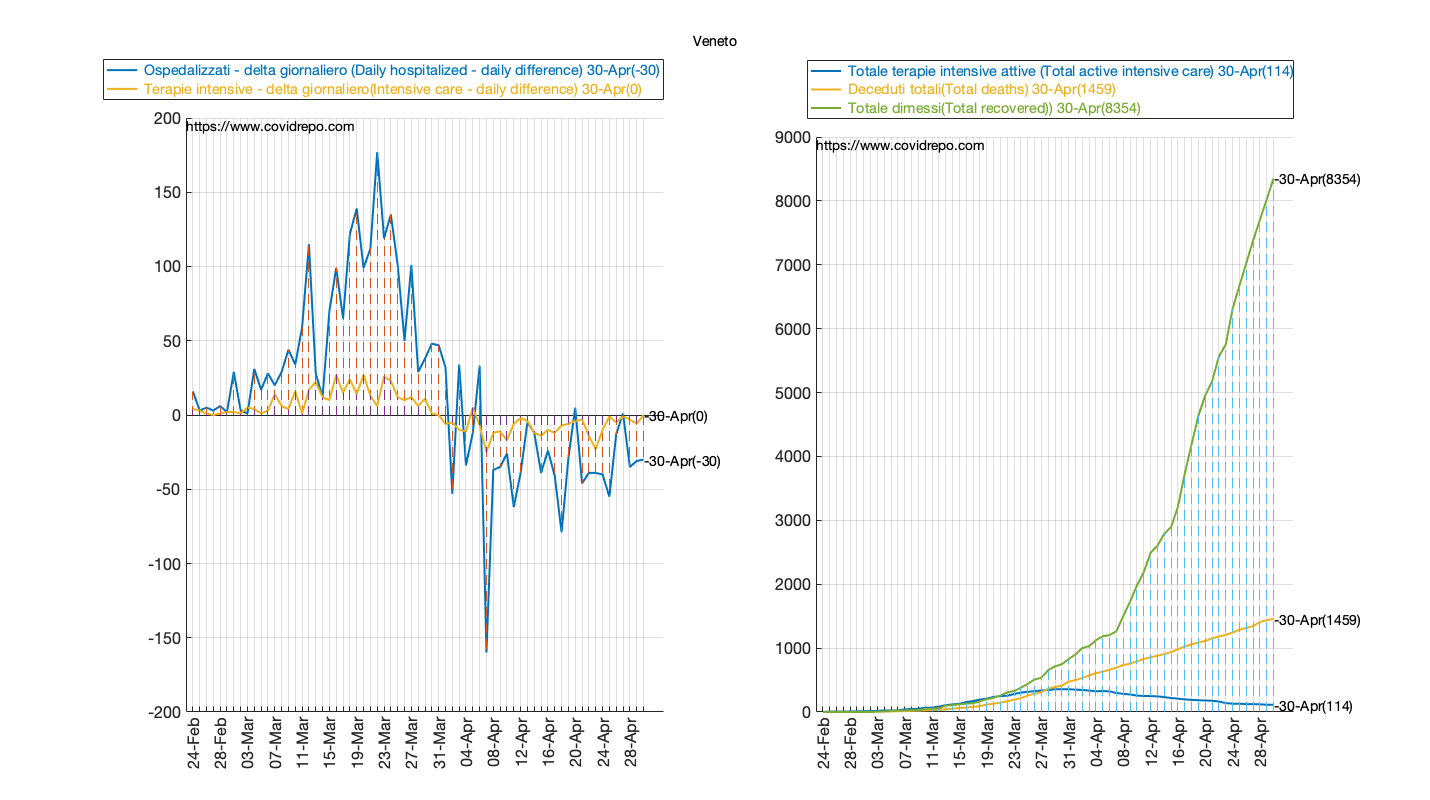 Veneto
Ospedalizzati - delta giornaliero (Daily hospitalized - daily difference) 30-Apr(-30)
Terapie intensive - delta giornaliero(Intensive care - daily difference) 30-Apr(0)
https://www.covidrepo.com
200
150
100
50
0
-50
-100
-150
-200
-30-Apr(0)
-30-Apr(-30)
24-Feb
28-Feb
03-Mar
07-Mar
11-Mar
15-Mar
19-Mar
23-Mar
27-Mar
31-Mar
04-Apr
08-Apr
12-Apr
16-Apr
20-Apr
24-Apr
28-Apr
Totale terapie intensive attive (Total active intensive care) 30-Apr(114)
Deceduti totali(Total deaths) 30-Apr(1459)
Totale dimessi(Total recovered)) 30-Apr(8354)
https://www.covidrepo.com
9000
8000
7000
6000
5000
4000
3000
2000
1000
0
-30-Apr(8354)
-30-Apr(1459)
-30-Apr(114)
24-Feb
28-Feb
03-Mar
07-Mar
11-Mar
15-Mar
19-Mar
23-Mar
27-Mar
31-Mar
04-Apr
08-Apr
12-Apr
16-Apr
20-Apr
24-Apr
28-Apr